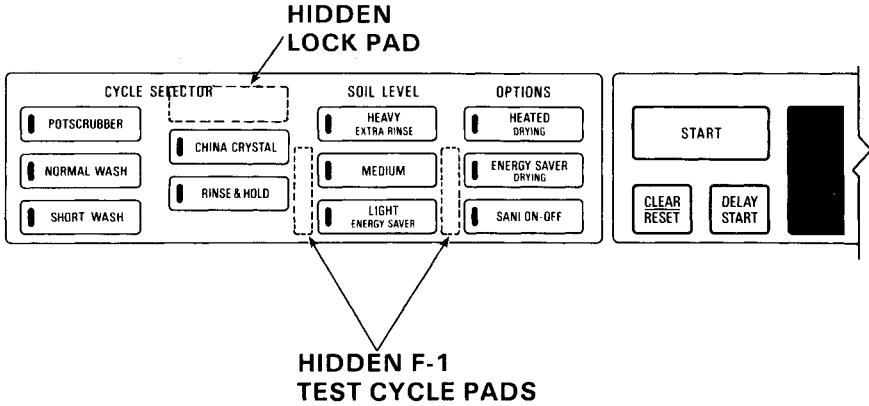 HIDDEN
LOCK PAD
CYCLE SELECTOR
SOIL LEVEL
OPTIONS
POTSCRUBBER
NORMAL WASH
SHORT WASH
CHINA CRYSTAL
RINSE & HOLD
HEAVY
EXTRA RINSE
MEDIUM
LIGHT
ENERGY SAVER
HEATED
DRYING
ENERGY SAVER
DRYING
SANI ON-OFF
START
CLEAR
RESET
DELAY
START
HIDDEN F-1
TEST CYCLE PADS